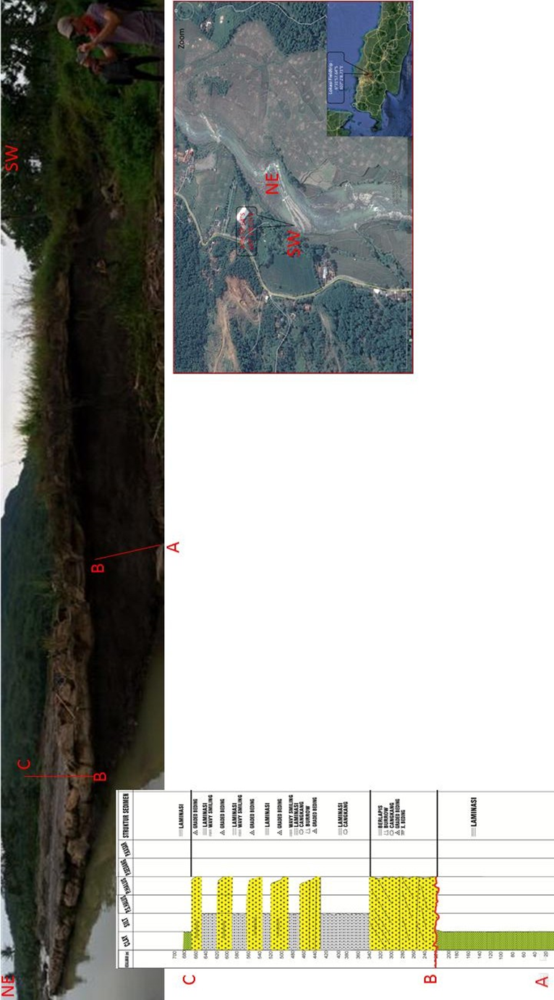 SW
NE
B
A
C
B
Zoom
Lokasi Fieldtrip :
NE
SW
CLAY
SILT
STRUKTUR SEDIMEN
700
680
660
640
620
600
580
560
540
520
500
480
460
440
420
400
380
360
340
320
300
280
260
240
200
180
160
140
120
100
80
60
40
20
LAMINASI
GRADED BEDING
LAMINASI
WAVY SMILING
GRADED BEDING
LAMINASI
WAVY SMILING
GRADED BEDING
LAMINASI
GRADED BEDING
WAVY SMILING
LAMINASI
CANGKANG
BURROW
GRADED BEDING
LAMINASI
CANGKANG
BERLAPIS
BURROW
CANGKANG
GRADED BEDING
X. BEDING
LAMINASI
C
B
A